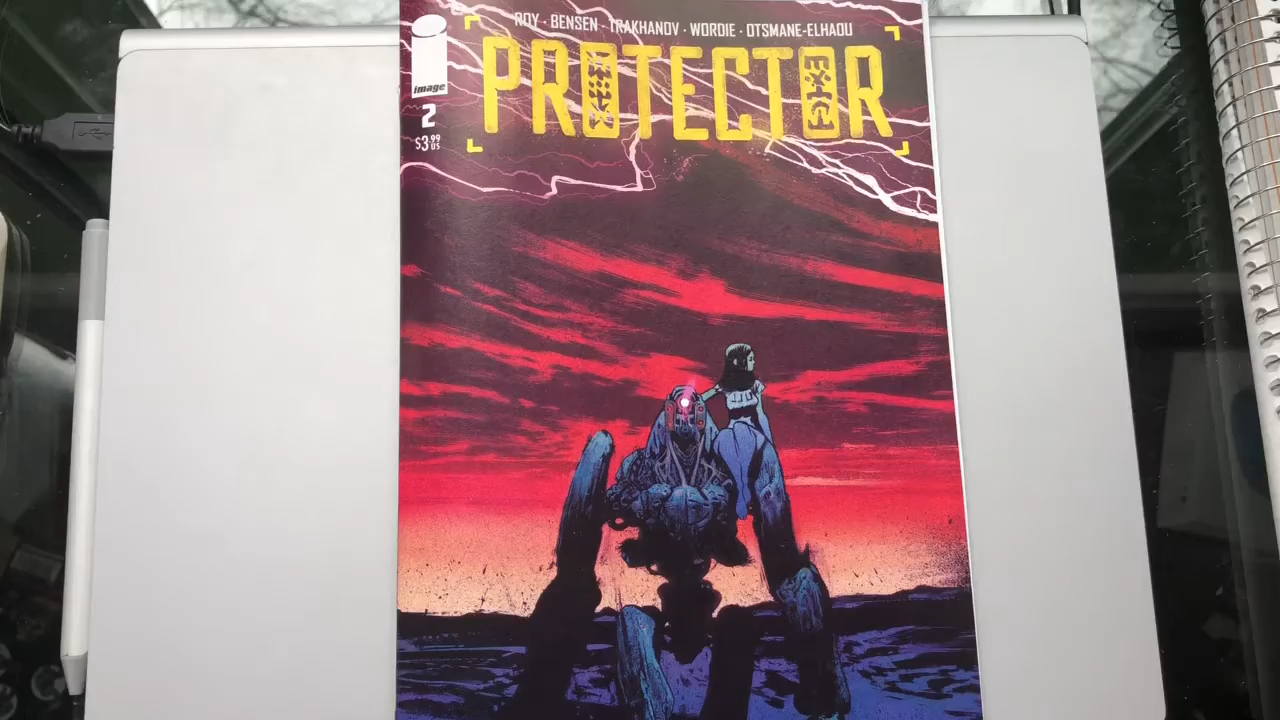 ROY · BENSEN · TRAKHANOV · WORDIE · OTSMANE-ELHAOU
PROTECTOR
image
2
$3.99 US